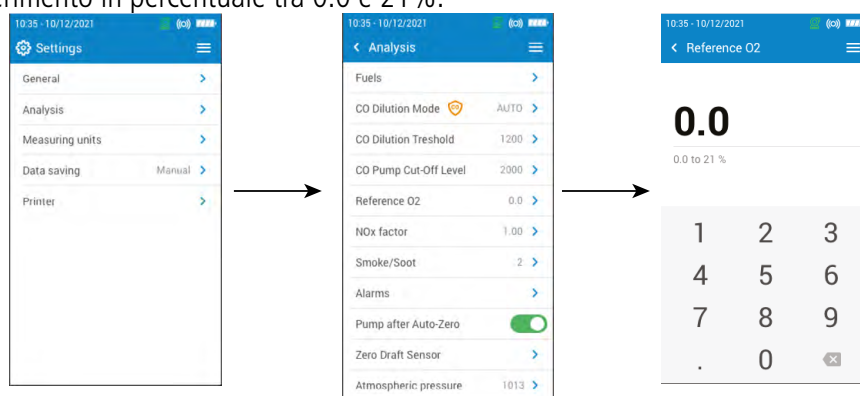 erimento in percentuale tra 0.0 e 21%.
10:35 - 10/12/2021
Settings
General
Analysis
Measuring units
Data saving Manual
Printer
10:35 - 10/12/2021
Analysis
Fuels
CO Dilution Mode AUTO
CO Dilution Treshold 1200
CO Pump Cut-Off Level 2000
Reference O2 0.0
NOx factor 1.00
Smoke/Soot 2
Alarms
Pump after Auto-Zero
Zero Draft Sensor
Atmospheric pressure 1013
10:35 - 10/12/2021
Reference O2
0.0
0.0 to 21 %
1 2 3
4 5 6
7 8 9
. 0